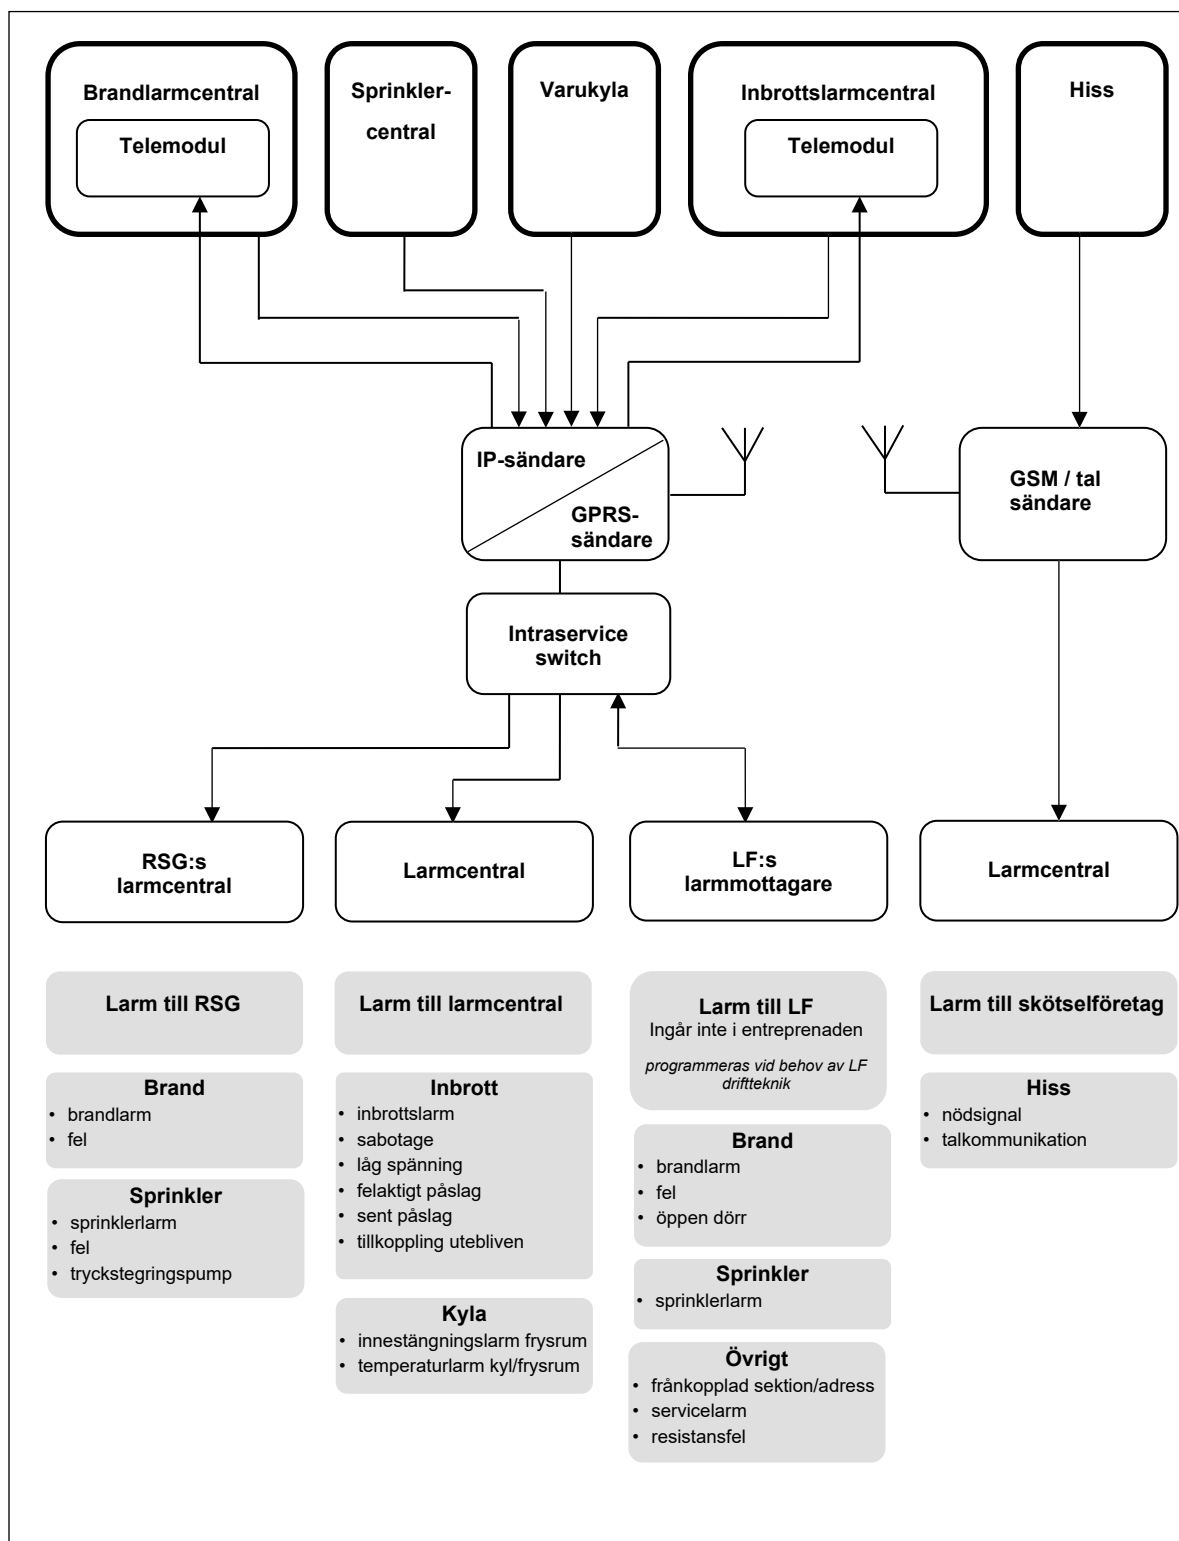 Brandlarmcentral
Telemodul
Sprinkler-
central
Varukyla
Inbrottslarmcentral
Telemodul
Hiss
IP-sändare
GPRS-
sändare
GSM / tal
sändare
Intraservice
switch
RSG:s
larmcentral
Larmcentral
LF:s
larmmottagare
Larmcentral
Larm till RSG
Brand
• brandlarm
• fel
Sprinkler
• sprinklerlarm
• fel
• tryckstegringspump
Larm till larmcentral
Inbrott
• inbrottslarm
• sabotage
• låg spänning
• felaktigt påslag
• sent påslag
• tillkoppling utebliven
Kyla
• innestängningslarm frysrum
• temperaturlarm kyl/frysrum
Larm till LF
Ingår inte i entreprenaden
programmeras vid behov av LF
driftteknik
Brand
• brandlarm
• fel
• öppen dörr
Sprinkler
• sprinklerlarm
Övrigt
• frånkopplad sektion/adress
• servicelarm
• resistansfel
Larm till skötselföretag
Hiss
• nödsignal
• talkommunikation